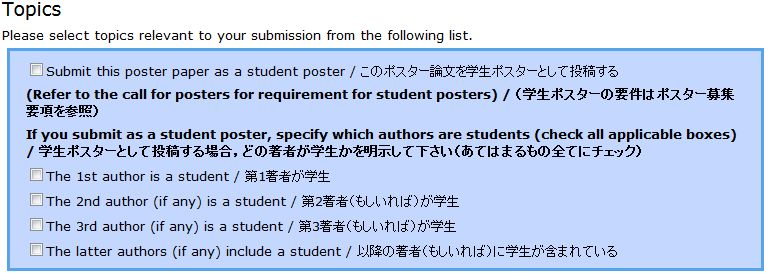 Topics
Please select topics relevant to your submission from the following list.
Submit this poster paper as a student poster / このポスター論文を学生ポスターとして投稿する
(Refer to the call for posters for requirement for student posters) / (学生ポスターの要件はポスター募集
要項を参照)
If you submit as a student poster, specify which authors are students (check all applicable boxes)
/ 学生ポスターとして投稿する場合，どの著者が学生かを明示して下さい(あてはまるもの全てにチェック)
The 1st author is a student / 第1著者が学生
The 2nd author (if any) is a student / 第2著者(もしいれば)が学生
The 3rd author (if any) is a student / 第3著者(もしいれば)が学生
The latter authors (if any) include a student / 以降の著者(もしいれば)に学生が含まれている